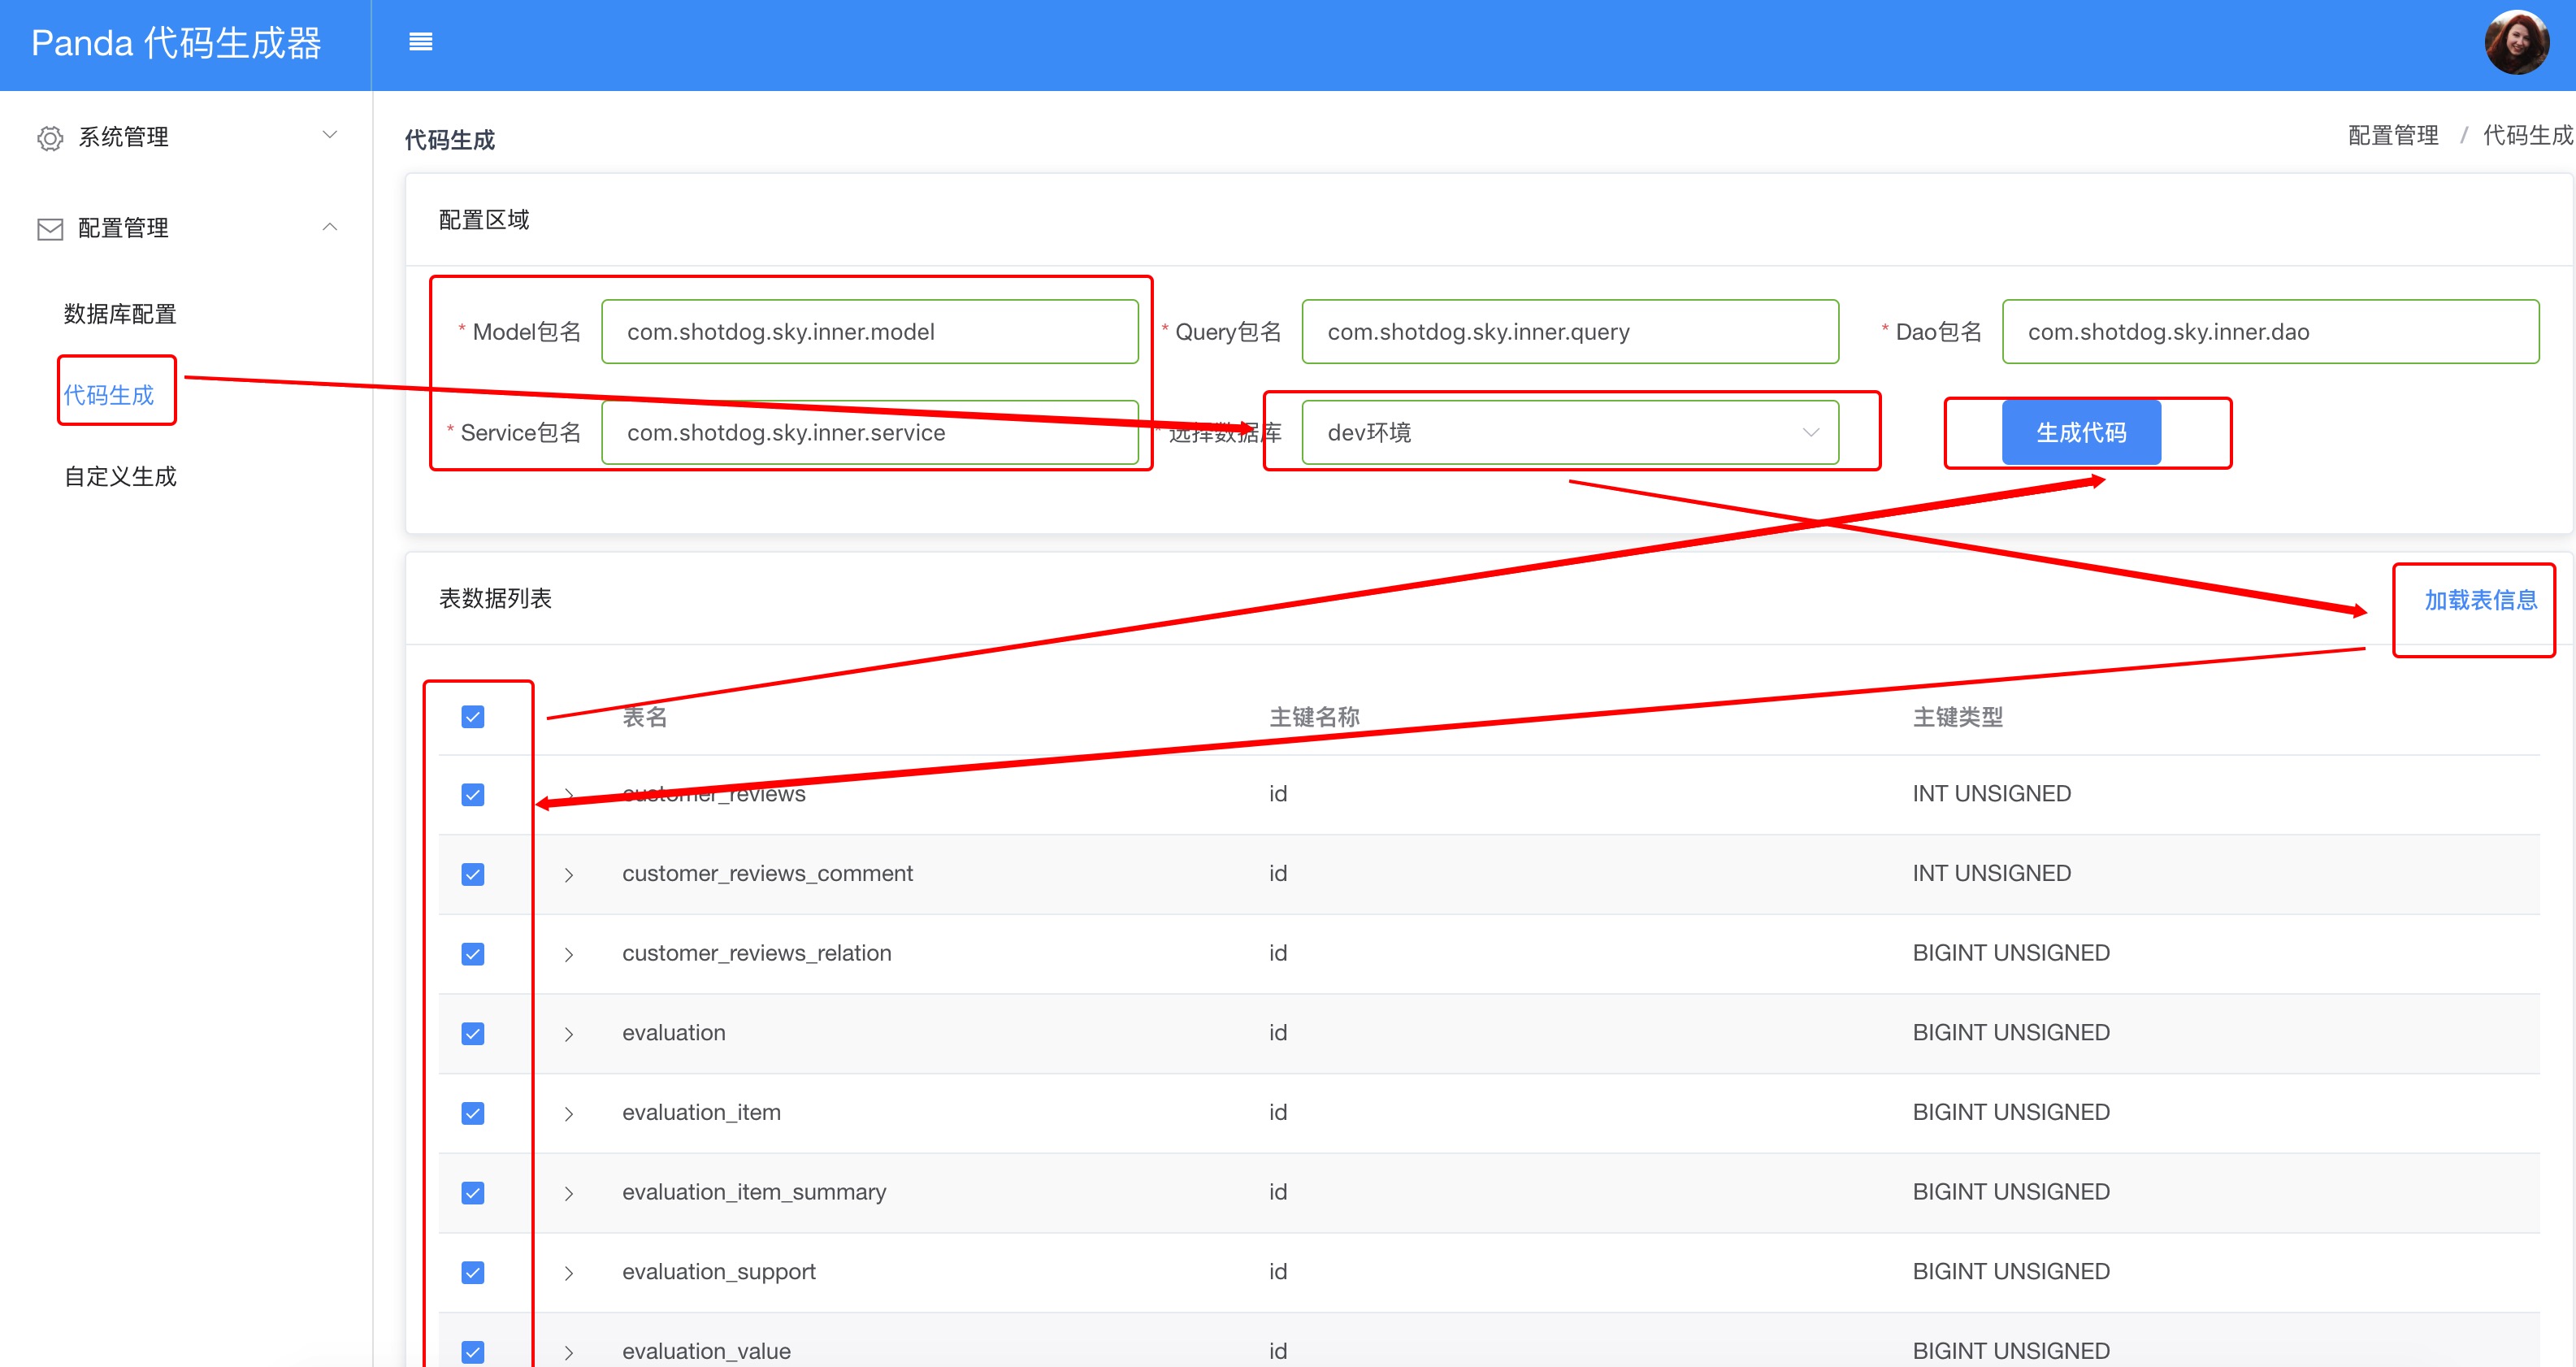 Panda 代码生成器
系统管理
配置管理
数据库配置
代码生成
自定义生成
代码生成
配置管理 / 代码生成
配置区域
* Model包名 com.shotdog.sky.inner.model * Query包名 com.shotdog.sky.inner.query * Dao包名 com.shotdog.sky.inner.dao
* Service包名 com.shotdog.sky.inner.service * 选择数据库 dev环境 生成代码
表数据列表 加载表信息
表名 主键名称 主键类型
customer_reviews id INT UNSIGNED
customer_reviews_comment id INT UNSIGNED
customer_reviews_relation id BIGINT UNSIGNED
evaluation id BIGINT UNSIGNED
evaluation_item id BIGINT UNSIGNED
evaluation_item_summary id BIGINT UNSIGNED
evaluation_support id BIGINT UNSIGNED
evaluation_value id BIGINT UNSIGNED